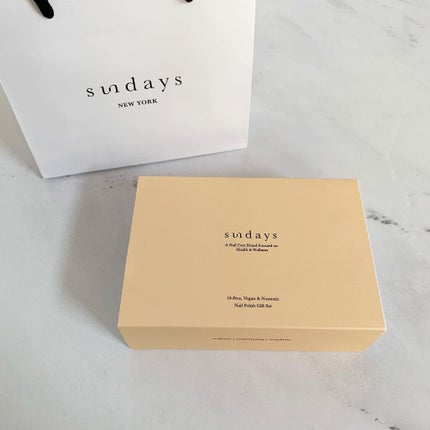 sundays
NEW YORK
sundays
A Nail Care Brand Focused on
Health & Wellness
10-Free, Vegan & Nontoxic
Nail Polish Gift Set